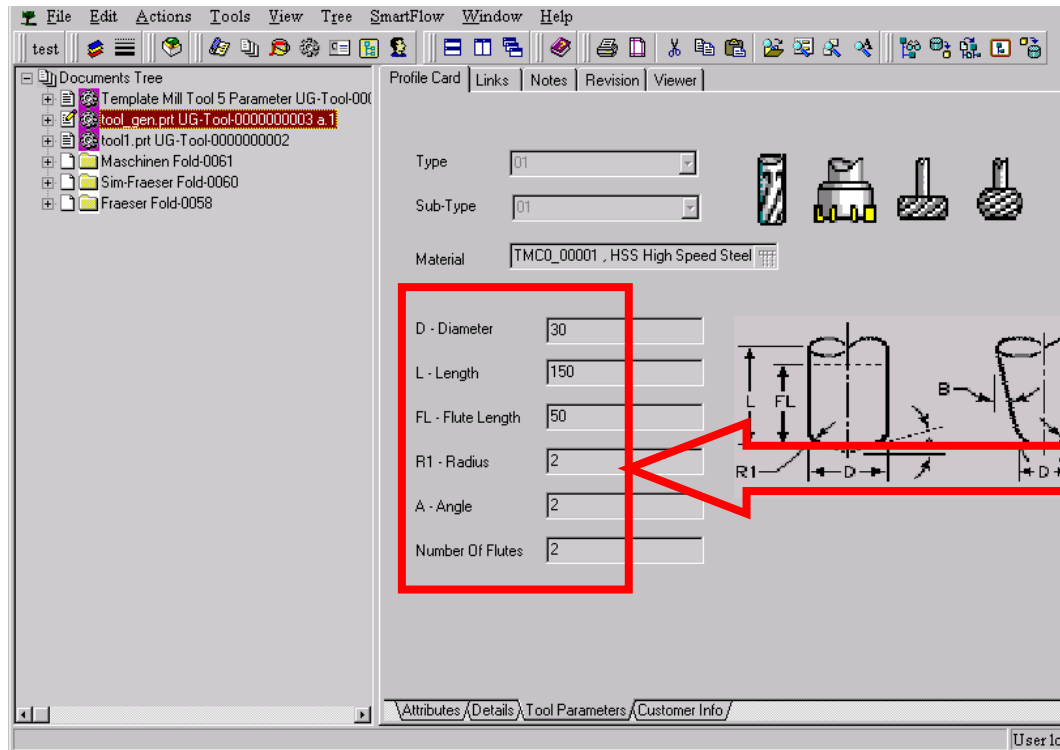 File Edit Actions Tools View Tree SmartFlow Window Help
test
Documents Tree
Template Mill Tool 5 Parameter UG-Tool-00(
tool_gen.prt UG-Tool-0000000003 a.1
tool1.prt UG-Tool-0000000002
Maschinen Fold-0061
Sim-Fraeser Fold-0060
Fraeser Fold-0058
Profile Card Links Notes Revision Viewer
Type 01
Sub-Type 01
Material TMC0_00001 , HSS High Speed Steel
D - Diameter 30
L - Length 150
FL - Flute Length 50
R1 - Radius 2
A - Angle 2
Number Of Flutes 2
L FL B
R1 D D
Attributes Details Tool Parameters Customer Info
User lo